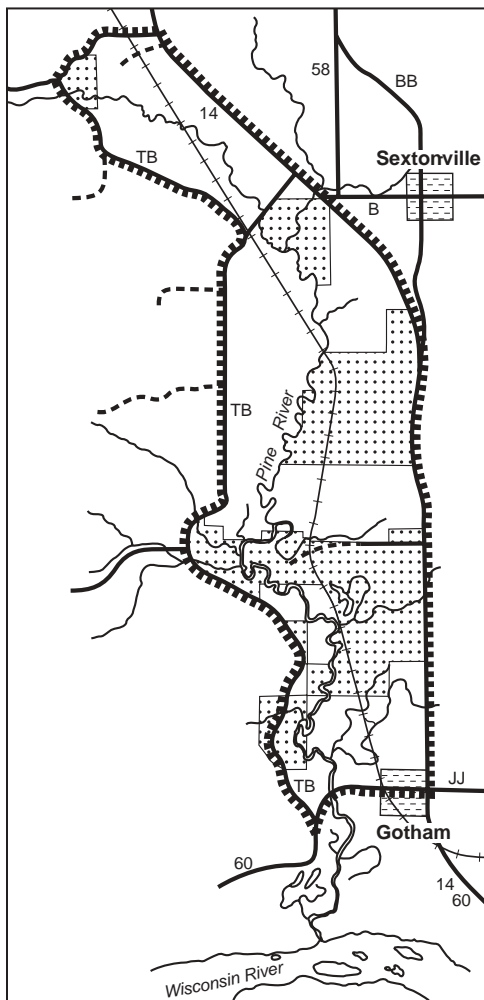 58
BB
14
Sextonville
TB
B
TB
Pine River
TB
JJ
Gotham
60
14
60
Wisconsin River